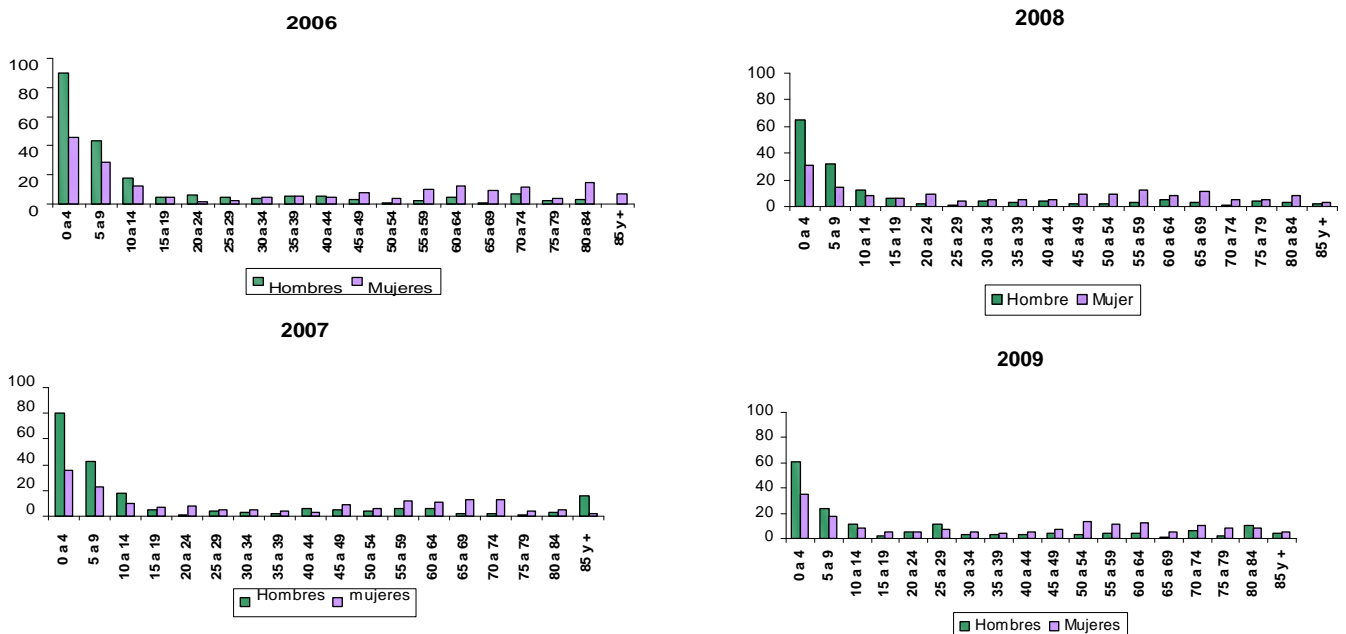 2006
100
80
60
40
20
0
0 a 4
5 a 9
10 a 14
15 a 19
20 a 24
25 a 29
30 a 34
35 a 39
40 a 44
45 a 49
50 a 54
55 a 59
60 a 64
65 a 69
70 a 74
75 a 79
80 a 84
85 y +
Hombres Mujeres
2008
100
80
60
40
20
0
0 a 4
5 a 9
10 a 14
15 a 19
20 a 24
25 a 29
30 a 34
35 a 39
40 a 44
45 a 49
50 a 54
55 a 59
60 a 64
65 a 69
70 a 74
75 a 79
80 a 84
85 y +
Hombre Mujer
2007
100
80
60
40
20
0
0 a 4
5 a 9
10 a 14
15 a 19
20 a 24
25 a 29
30 a 34
35 a 39
40 a 44
45 a 49
50 a 54
55 a 59
60 a 64
65 a 69
70 a 74
75 a 79
80 a 84
85 y +
Hombres mujeres
2009
100
80
60
40
20
0
0 a 4
5 a 9
10 a 14
15 a 19
20 a 24
25 a 29
30 a 34
35 a 39
40 a 44
45 a 49
50 a 54
55 a 59
60 a 64
65 a 69
70 a 74
75 a 79
80 a 84
85 y +
Hombres Mujeres